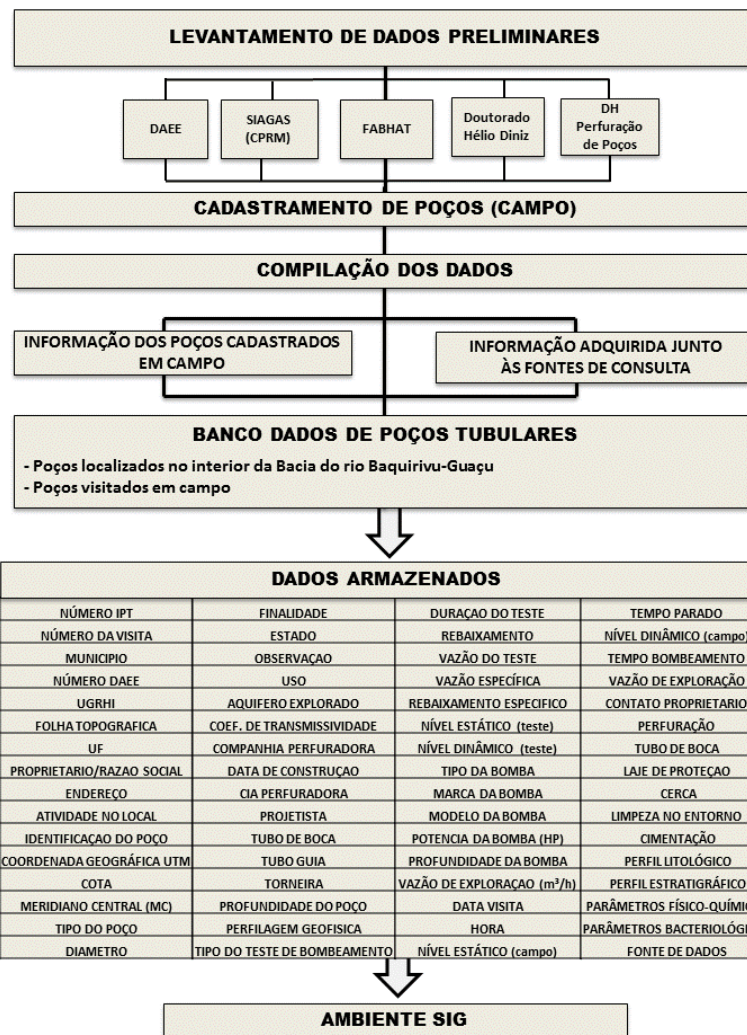 LEVANTAMENTO DE DADOS PRELIMINARES
DAEE
SIAGAS
(CPRM)
FABHAT
Doutorado
Hélio Diniz
DH
Perfuração
de Poços
CADASTRAMENTO DE POÇOS (CAMPO)
COMPILAÇÃO DOS DADOS
INFORMAÇÃO DOS POÇOS CADASTRADOS
EM CAMPO
INFORMAÇÃO ADQUIRIDA JUNTO
ÀS FONTES DE CONSULTA
BANCO DADOS DE POÇOS TUBULARES
- Poços localizados no interior da Bacia do rio Baquirivu-Guaçu
- Poços visitados em campo
DADOS ARMAZENADOS
NÚMERO IPT FINALIDADE DURAÇAO DO TESTE TEMPO PARADO
NÚMERO DA VISITA ESTADO REBAIXAMENTO NÍVEL DINÂMICO (campo)
MUNICIPIO OBSERVAÇAO VAZÃO DO TESTE TEMPO BOMBEAMENTO
NÚMERO DAEE USO VAZÃO ESPECÍFICA VAZÃO DE EXPLORAÇÃO
UGRHI AQUIFERO EXPLORADO REBAIXAMENTO ESPECIFICO CONTATO PROPRIETARIO
FOLHA TOPOGRAFICA COEF. DE TRANSMISSIVIDADE NÍVEL ESTÁTICO (teste) PERFURAÇÃO
UF COMPANHIA PERFURADORA NÍVEL DINÂMICO (teste) TUBO DE BOCA
PROPRIETARIO/RAZAO SOCIAL DATA DE CONSTRUÇAO TIPO DA BOMBA LAJE DE PROTEÇAO
ENDEREÇO CIA PERFURADORA MARCA DA BOMBA CERCA
ATIVIDADE NO LOCAL PROJETISTA MODELO DA BOMBA LIMPEZA NO ENTORNO
IDENTIFICAÇAO DO POÇO TUBO DE BOCA POTENCIA DA BOMBA (HP) CIMENTAÇÃO
COORDENADA GEOGRÁFICA UTM TUBO GUIA PROFUNDIDADE DA BOMBA PERFIL LITOLÓGICO
COTA TORNEIRA VAZÃO DE EXPLORAÇAO (m³/h) PERFIL ESTRATIGRÁFICO
MERIDIANO CENTRAL (MC) PROFUNDIDADE DO POÇO DATA VISITA PARÂMETROS FÍSICO-QUÍMIC
TIPO DO POÇO PERFILAGEM GEOFISICA HORA PARÂMETROS BACTERIOLÓG
DIAMETRO TIPO DO TESTE DE BOMBEAMENTO NÍVEL ESTÁTICO (campo) FONTE DE DADOS
AMBIENTE SIG